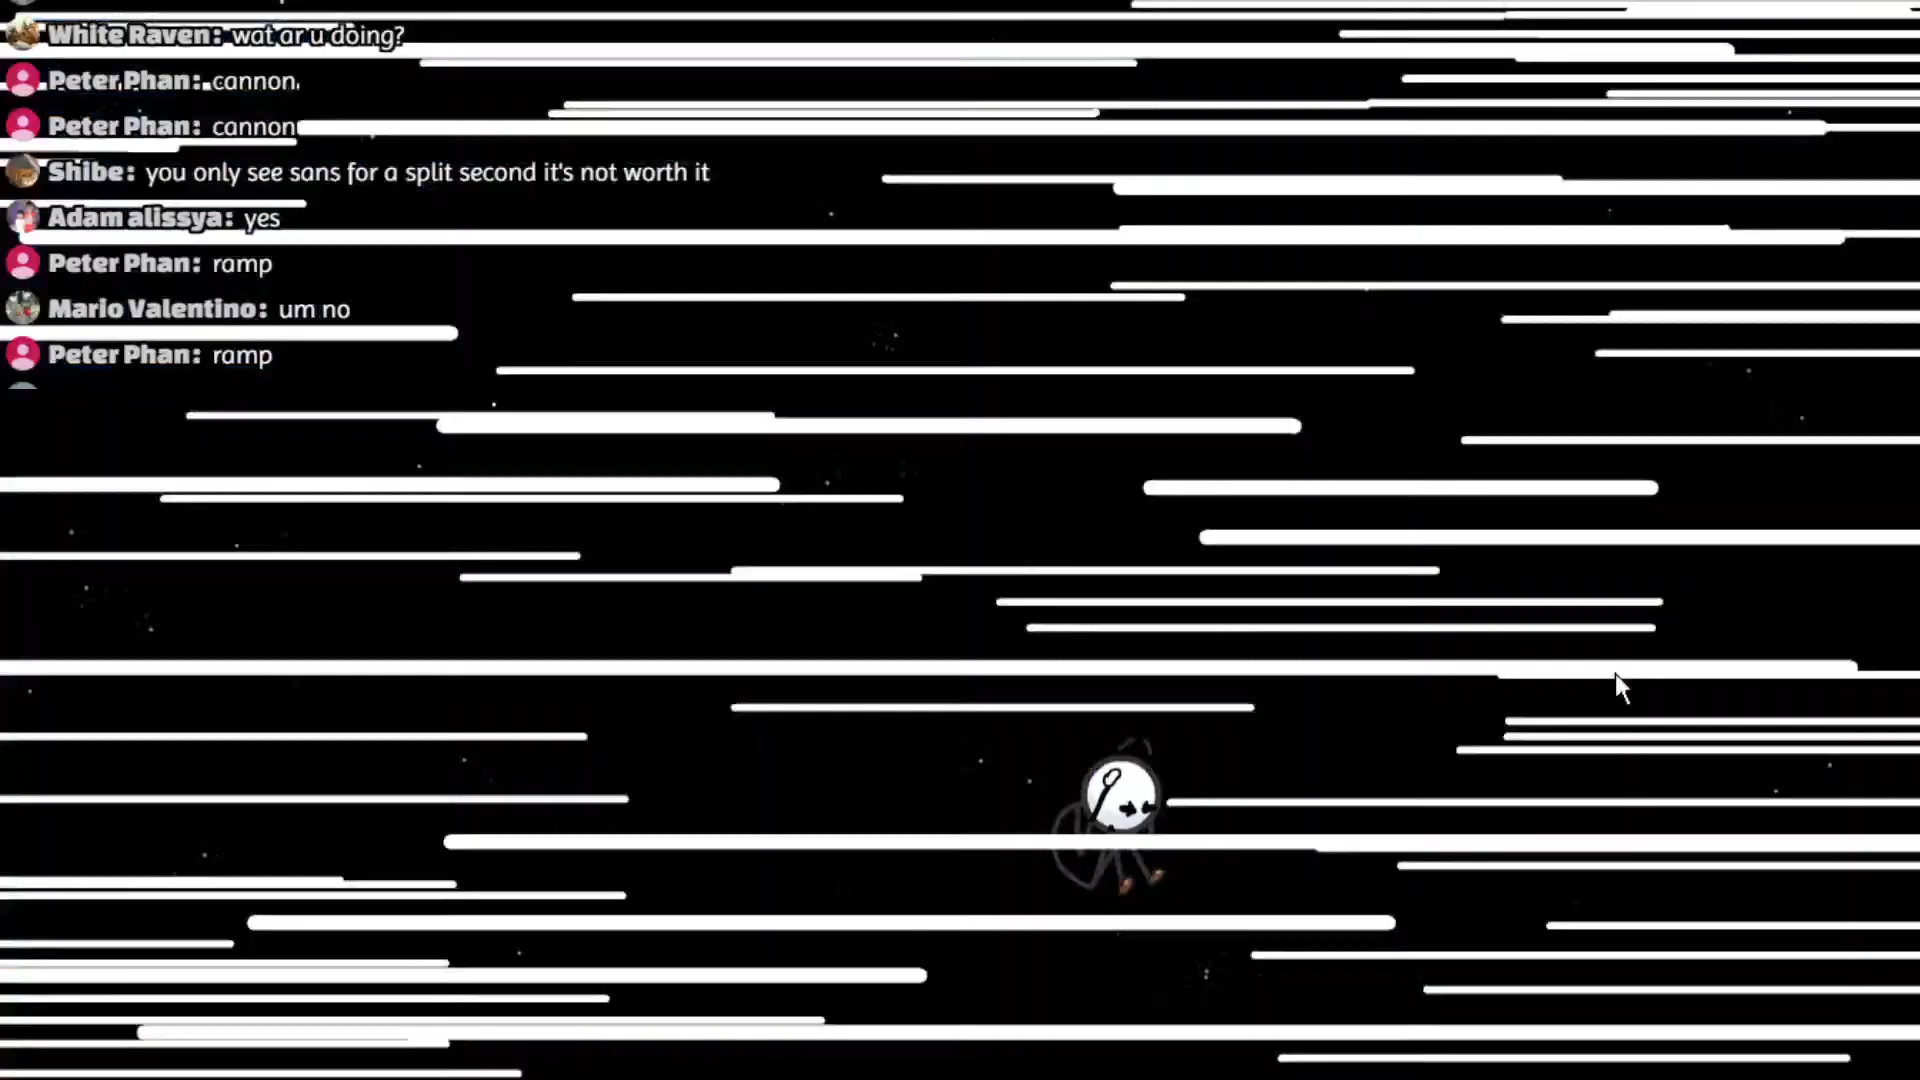 White Raven: wat ar u doing?
Peter Phan: cannon
Peter Phan: cannon
Shibe: you only see sans for a split second it's not worth it
Adam alissya: yes
Peter Phan: ramp
Mario Valentino: um no
Peter Phan: ramp